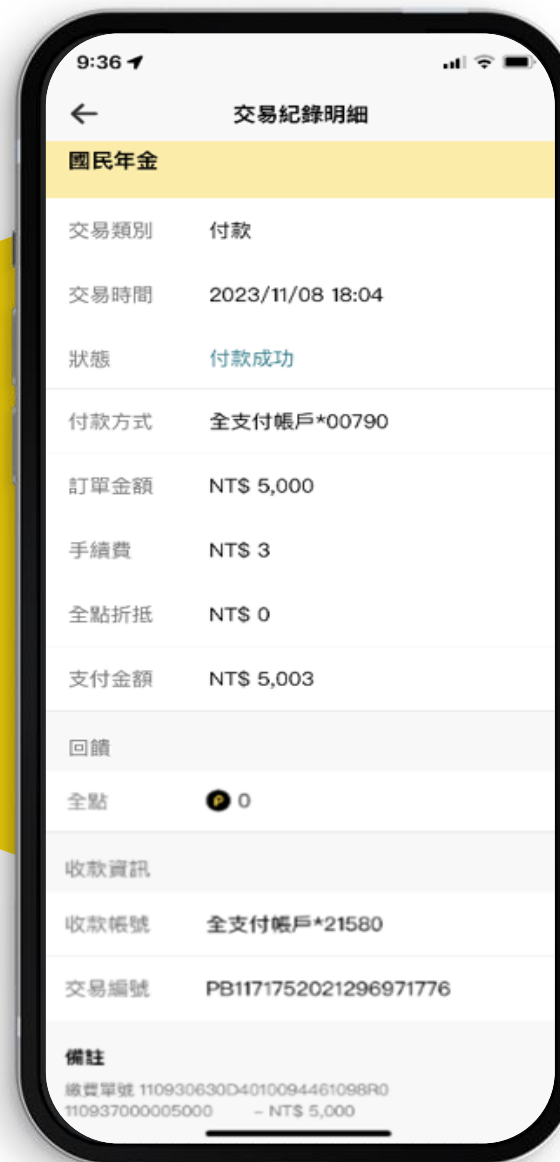 9:36
交易紀錄明細
國民年金
交易類別 付款
交易時間 2023/11/08 18:04
狀態 付款成功
付款方式 全支付帳戶*00790
訂單金額 NT$ 5,000
手續費 NT$ 3
全點折抵 NT$ 0
支付金額 NT$ 5,003
回饋
全點 P 0
收款資訊
收款帳號 全支付帳戶*21580
交易編號 PB1171752021296971776
備註
繳費單號 110930630D4010094461098R0
110937000005000 – NT$ 5,000